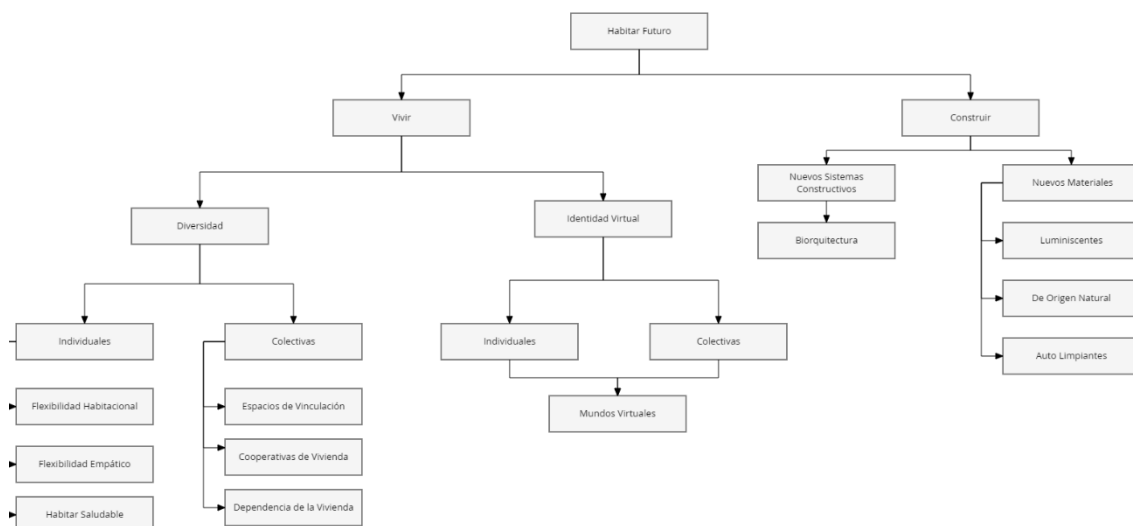 Habitar Futuro
Vivir
Construir
Diversidad
Identidad Virtual
Nuevos Sistemas
Constructivos
Nuevos Materiales
Biorquitectura
Luminiscentes
De Origen Natural
Auto Limpiantes
Individuales
Colectivas
Individuales
Colectivas
Flexibilidad Habitacional
Espacios de Vinculación
Mundos Virtuales
Flexibilidad Empático
Cooperativas de Vivienda
Habitar Saludable
Dependencia de la Vivienda